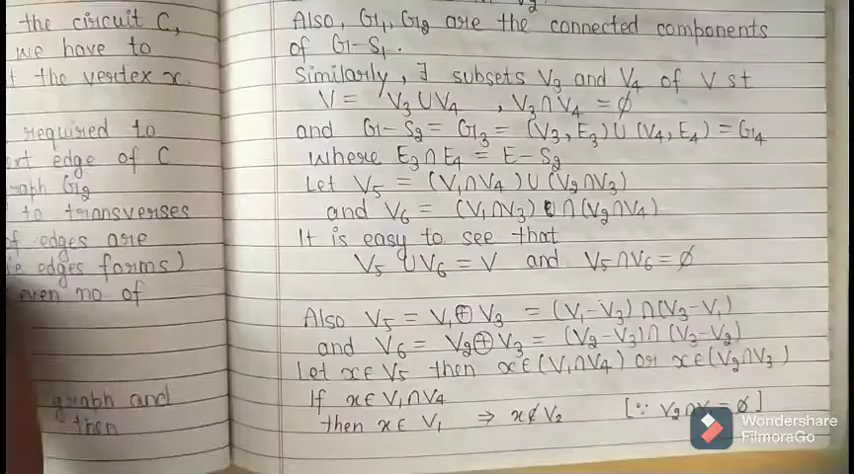 the circuit C,
we have to
t the vertex x.
required to
ert edge of C
raph G2
to transverses
of edges are
ie edges forms)
even no of
graph and
then
Also, G1, G2 are the connected components
of G-S1.
Similarly, ∃ subsets V3 and V4 of V st
V = V3 ∪ V4 , V3 ∩ V4 = ∅
and G-S2 = G3 = (V3, E3) ∪ (V4, E4) = G4
where E3 ∩ E4 = E-S2
Let V5 = (V1 ∩ V4) ∪ (V2 ∩ V3)
and V6 = (V1 ∩ V3) ∩ (V2 ∩ V4)
It is easy to see that
V5 ∪ V6 = V and V5 ∩ V6 = ∅
Also V5 = V1 ⊕ V3 = (V1-V3) ∩ (V3-V1)
and V6 = V2 ⊕ V3 = (V2-V3) ∩ (V3-V2)
Let x∈ V5 then x∈(V1 ∩ V4) or x∈(V2 ∩ V3)
If x∈ V1 ∩ V4
then x∈ V1 ⇒ x∉ V2 [∵ V2 ∩ = ∅]
Wondershare
FilmoraGo